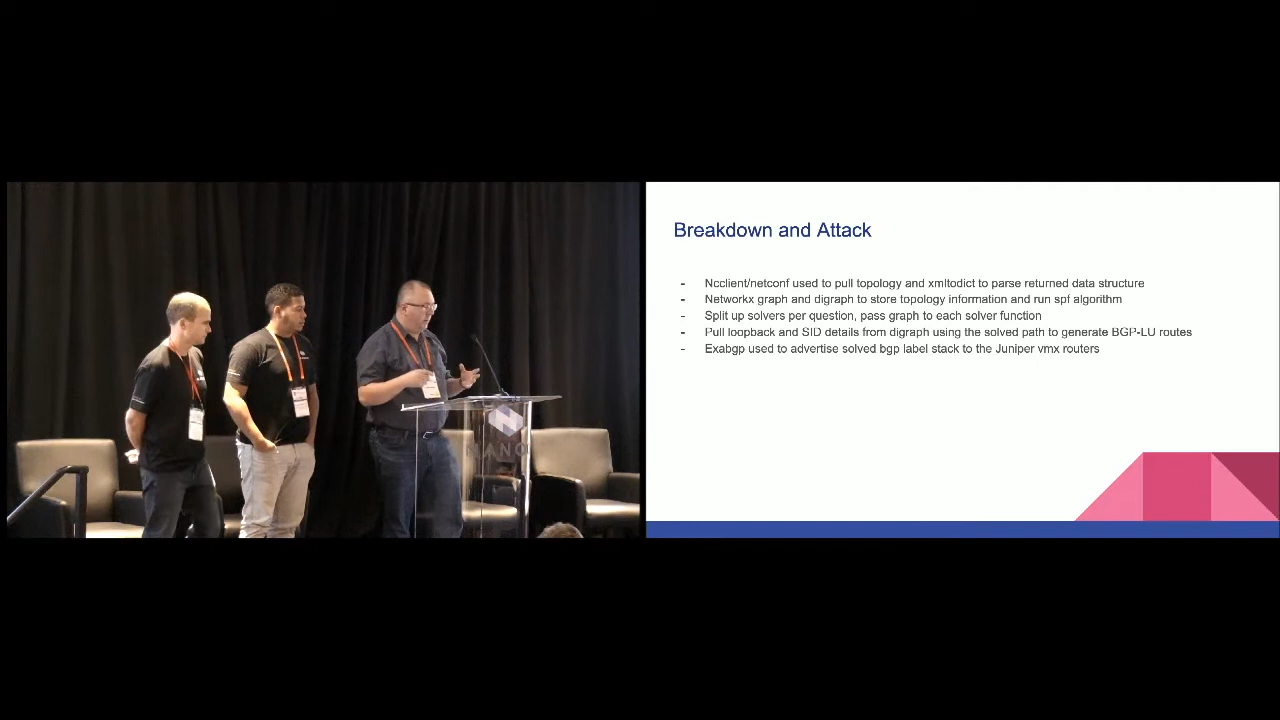 Breakdown and Attack
- Ncclient/netconf used to pull topology and xmltodict to parse returned data structure
- Networkx graph and digraph to store topology information and run spf algorithm
- Split up solvers per question, pass graph to each solver function
- Pull loopback and SID details from digraph using the solved path to generate BGP-LU routes
- Exabgp used to advertise solved bgp label stack to the Juniper vmx routers
NANOG